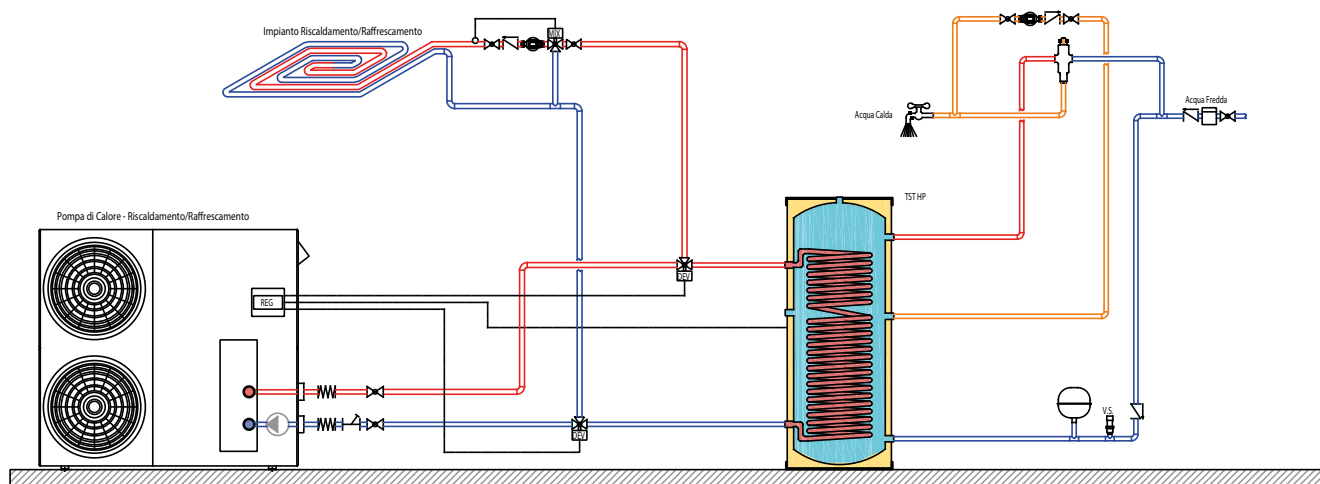 Impianto Riscaldamento/Raffrescamento
MIX
Acqua Calda
Acqua Fredda
TST HP
Pompa di Calore - Riscaldamento/Raffrescamento
DEV
REG
V.S.
DEV